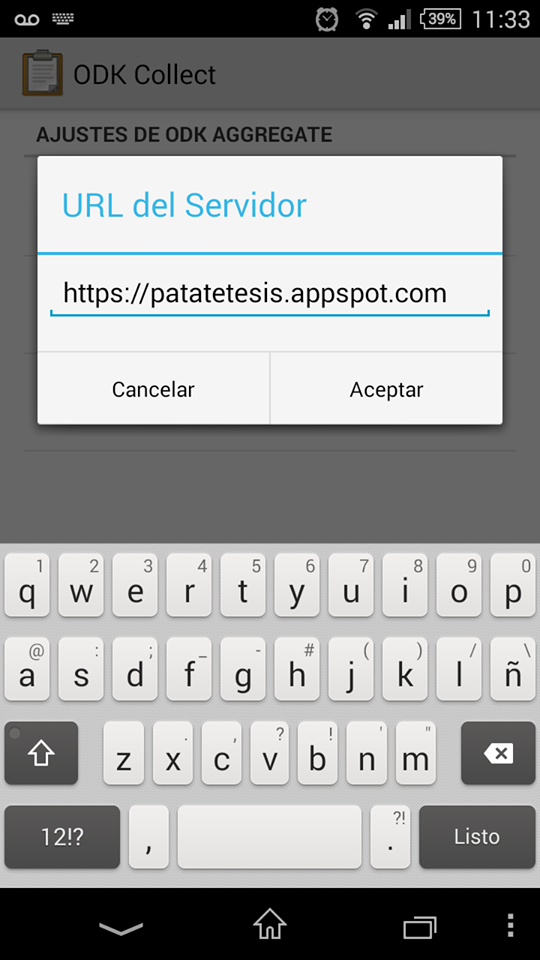 39% 11:33
ODK Collect
AJUSTES DE ODK AGGREGATE
URL del Servidor
https://patatetesis.appspot.com
Cancelar Aceptar
1 2 3 4 5 6 7 8 9 0
q w e r t y u i o p
@ : ; _ - # ( ) / \
a s d f g h j k l ñ
. , ? ! ' "
z x c v b n m
?!
12!? , . Listo